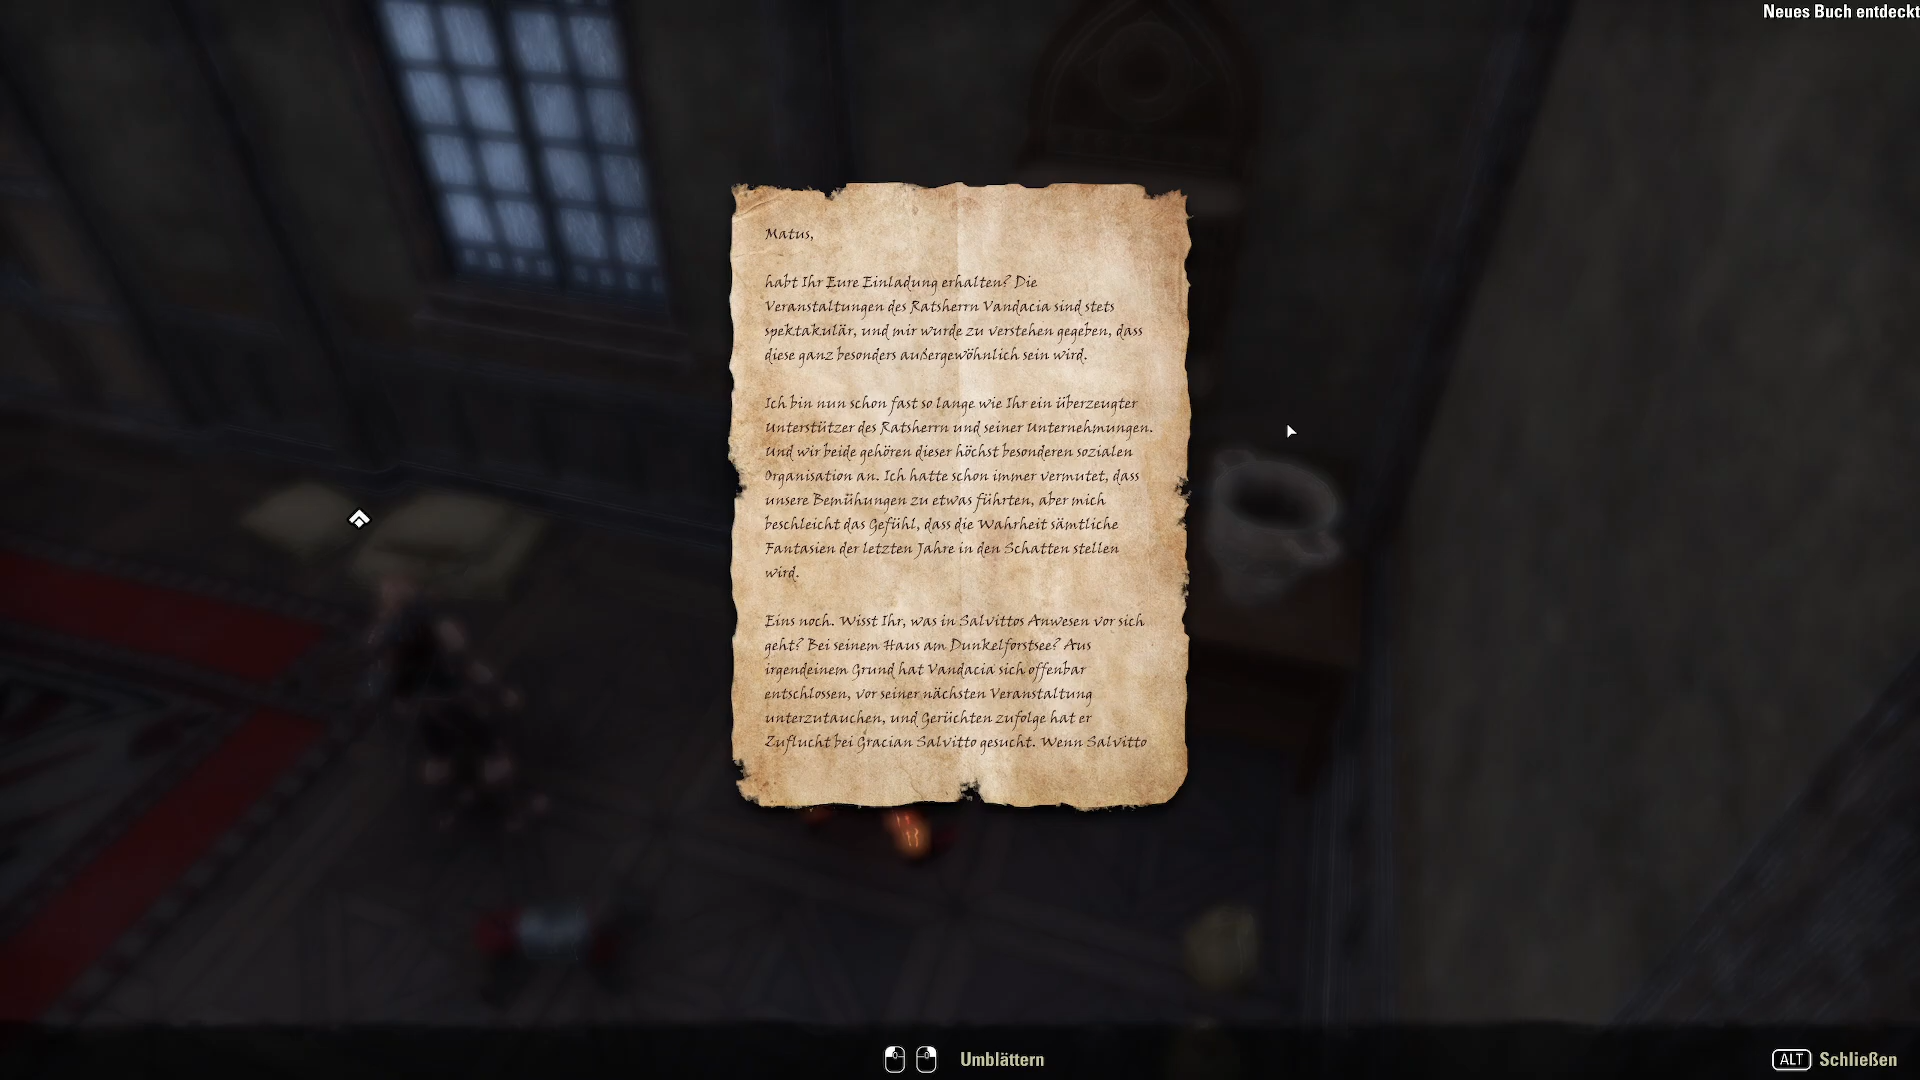 Neues Buch entdeckt
Matus,
habt Ihr Eure Einladung erhalten? Die
Veranstaltungen des Ratsherrn Vandacia sind stets
spektakulär, und mir wurde zu verstehen gegeben, dass
diese ganz besonders außergewöhnlich sein wird.
Ich bin nun schon fast so lange wie Ihr ein überzeugter
Unterstützer des Ratsherrn und seiner Unternehmungen.
Und wir beide gehören dieser höchst besonderen sozialen
Organisation an. Ich hatte schon immer vermutet, dass
unsere Bemühungen zu etwas führten, aber mich
beschleicht das Gefühl, dass die Wahrheit sämtliche
Fantasien der letzten Jahre in den Schatten stellen
wird.
Eins noch. Wisst Ihr, was in Salvittos Anwesen vor sich
geht? Bei seinem Haus am Dunkelforstsee? Aus
irgendeinem Grund hat Vandacia sich offenbar
entschlossen, vor seiner nächsten Veranstaltung
unterzutauchen, und Gerüchten zufolge hat er
Zuflucht bei Gracian Salvitto gesucht. Wenn Salvitto
Umblättern
ALT Schließen